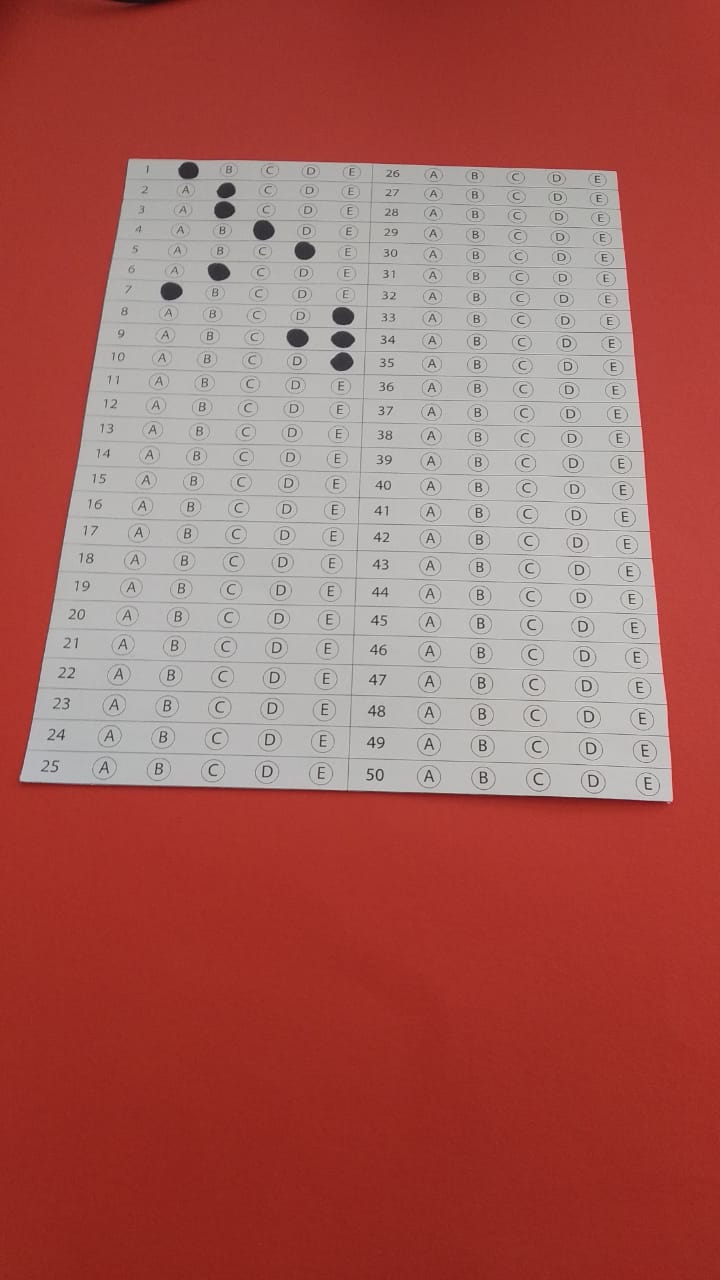 1 B C D E
2 A C D E
3 A C D E
4 A B D E
5 A B C E
6 A C D E
7 B C D E
8 A B C D
9 A B C
10 A B C D
11 A B C D E
12 A B C D E
13 A B C D E
14 A B C D E
15 A B C D E
16 A B C D E
17 A B C D E
18 A B C D E
19 A B C D E
20 A B C D E
21 A B C D E
22 A B C D E
23 A B C D E
24 A B C D E
25 A B C D E
26 A B C D E
27 A B C D E
28 A B C D E
29 A B C D E
30 A B C D E
31 A B C D E
32 A B C D E
33 A B C D E
34 A B C D E
35 A B C D E
36 A B C D E
37 A B C D E
38 A B C D E
39 A B C D E
40 A B C D E
41 A B C D E
42 A B C D E
43 A B C D E
44 A B C D E
45 A B C D E
46 A B C D E
47 A B C D E
48 A B C D E
49 A B C D E
50 A B C D E